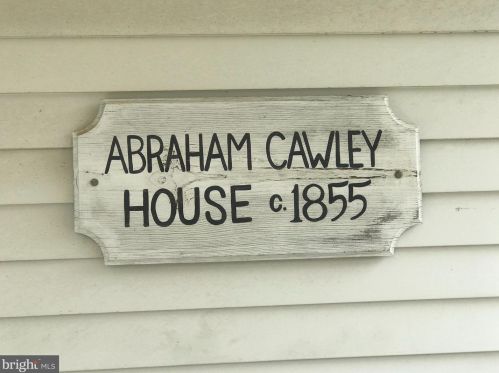 ABRAHAM CAWLEY
HOUSE c. 1855
bright MLS